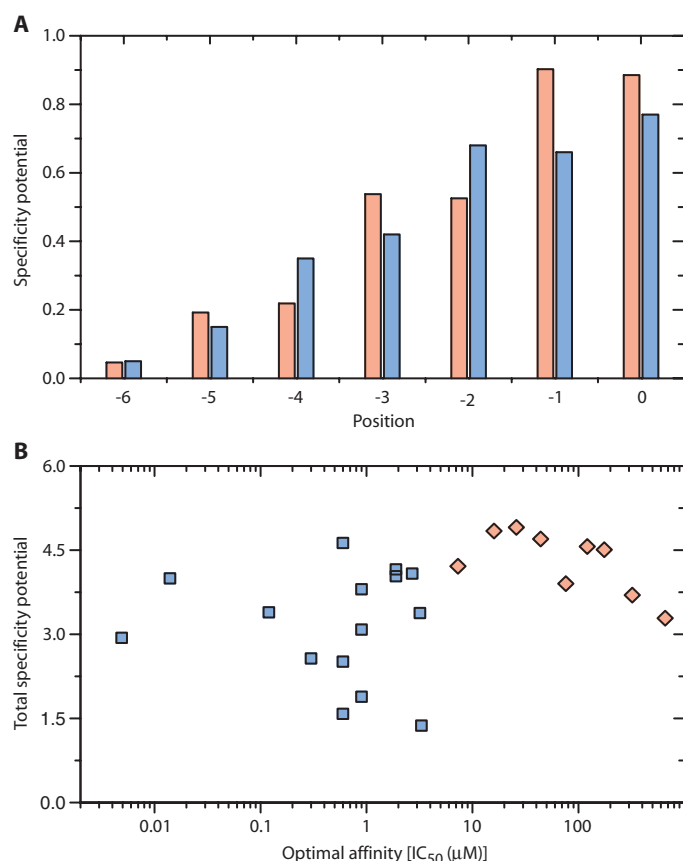 A
1.0
0.8
0.6
0.4
0.2
0.0
Specificity potential
-6 -5 -4 -3 -2 -1 0
Position
B
6.0
4.5
3.0
1.5
0.0
Total specificity potential
0.01 0.1 1 10 100
Optimal affinity [IC50 (μM)]